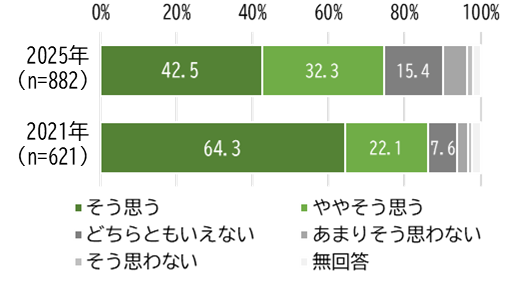 0% 20% 40% 60% 80% 100%
2025年
(n=882)
42.5 32.3 15.4
2021年
(n=621)
64.3 22.1 7.6
そう思う ややそう思う
どちらともいえない あまりそう思わない
そう思わない 無回答